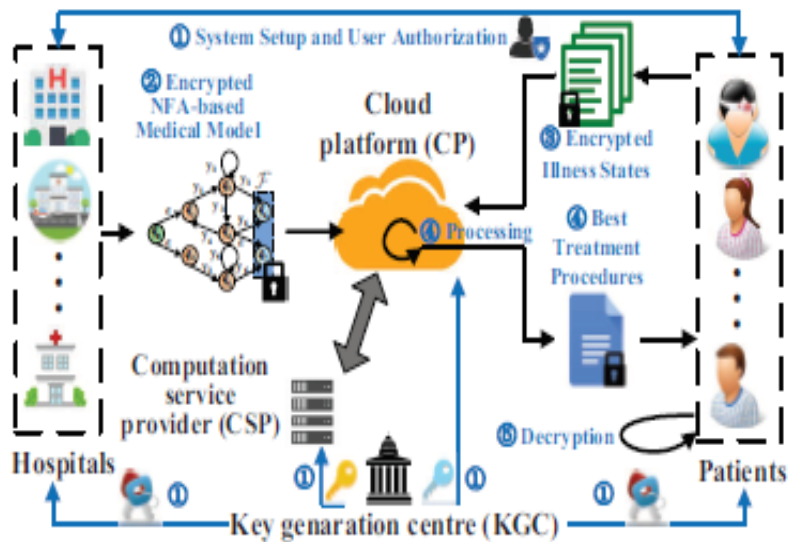 ① System Setup and User Authorization
② Encrypted
NFA-based
Medical Model
Cloud
platform (CP)
③ Encrypted
Illness States
④ Processing
④ Best
Treatment
Procedures
Computation
service
provider (CSP)
⑤ Decryption
Hospitals
Patients
①
①
①
①
Key genaration centre (KGC)
H